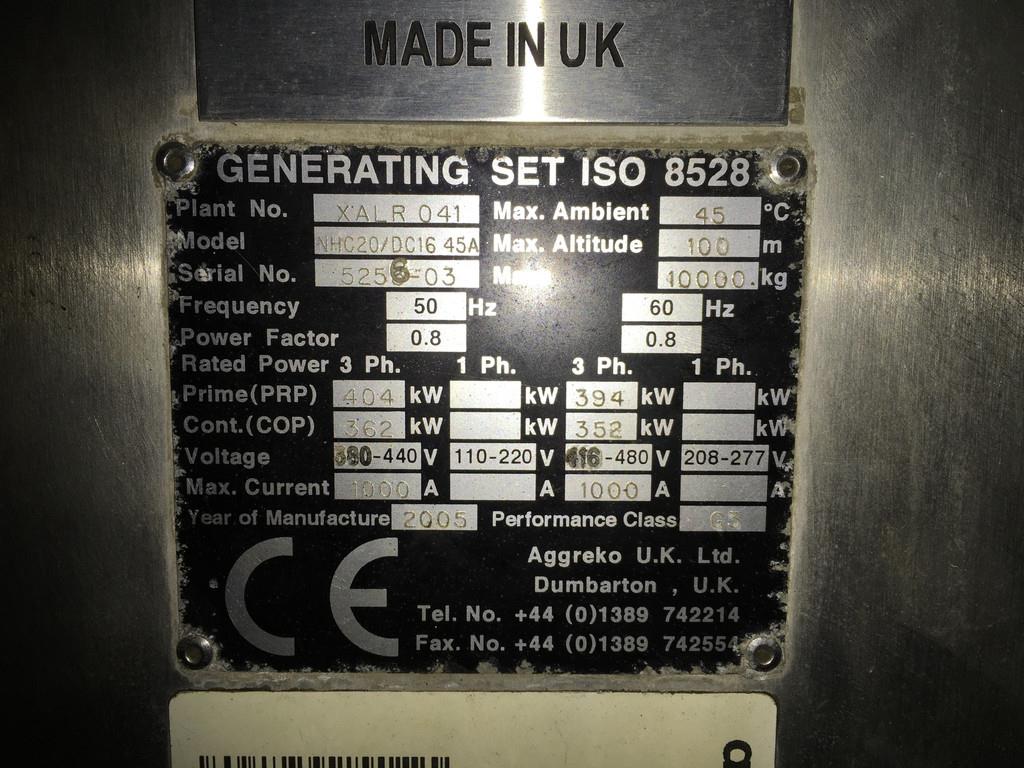 MADE IN UK
GENERATING SET ISO 8528
Plant No. XALR 041 Max. Ambient 45 °C
Model NHC20/DC16 45A Max. Altitude 100 m
Serial No. 5256-03 10000. kg
Frequency 50 Hz 60 Hz
Power Factor 0.8 0.8
Rated Power 3 Ph. 1 Ph. 3 Ph. 1 Ph.
Prime(PRP) 404 kW kW 394 kW kW
Cont.(COP) 362 kW kW 352 kW kW
Voltage 380-440 V 110-220 V 416-480 V 208-277 V
Max. Current 1000 A A 1000 A A
Year of Manufacture 2005 Performance Class G3
CE
Aggreko U.K. Ltd.
Dumbarton , U.K.
Tel. No. +44 (0)1389 742214
Fax. No. +44 (0)1389 742554